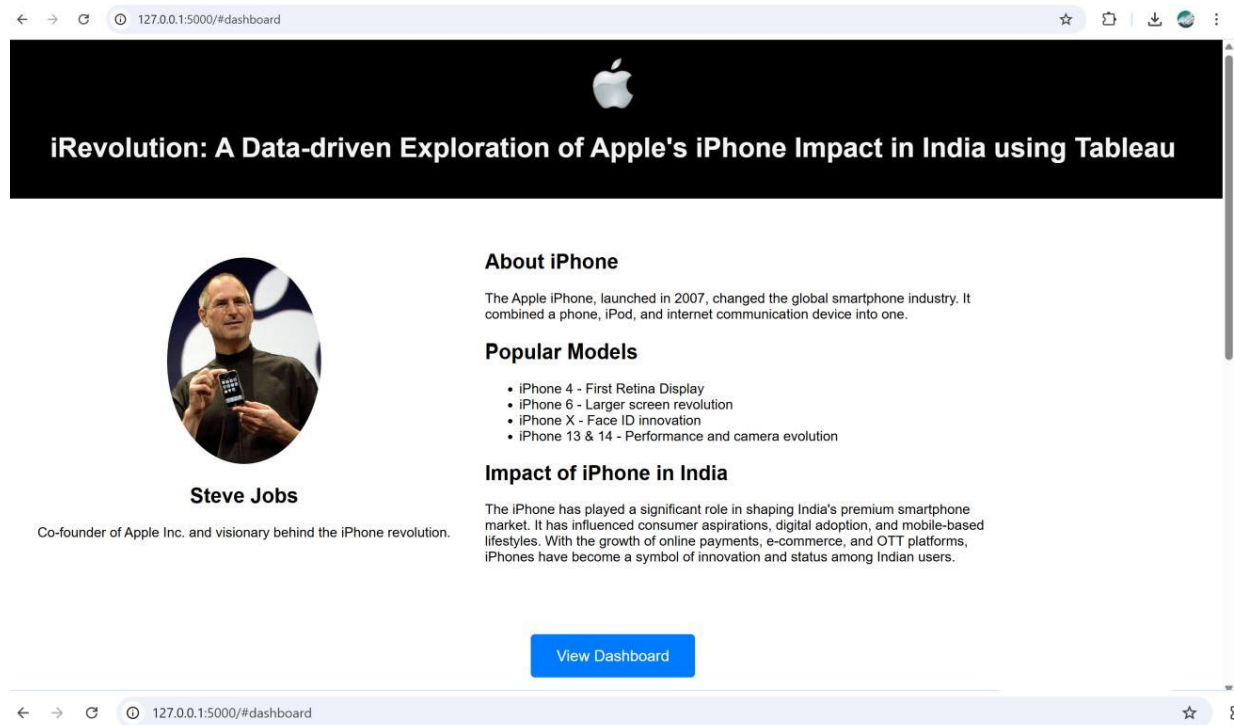 127.0.0.1:5000/#dashboard
iRevolution: A Data-driven Exploration of Apple's iPhone Impact in India using Tableau
About iPhone
The Apple iPhone, launched in 2007, changed the global smartphone industry. It
combined a phone, iPod, and internet communication device into one.
Popular Models
• iPhone 4 - First Retina Display
• iPhone 6 - Larger screen revolution
• iPhone X - Face ID innovation
• iPhone 13 & 14 - Performance and camera evolution
Impact of iPhone in India
The iPhone has played a significant role in shaping India's premium smartphone
market. It has influenced consumer aspirations, digital adoption, and mobile-based
lifestyles. With the growth of online payments, e-commerce, and OTT platforms,
iPhones have become a symbol of innovation and status among Indian users.
Steve Jobs
Co-founder of Apple Inc. and visionary behind the iPhone revolution.
View Dashboard
127.0.0.1:5000/#dashboard